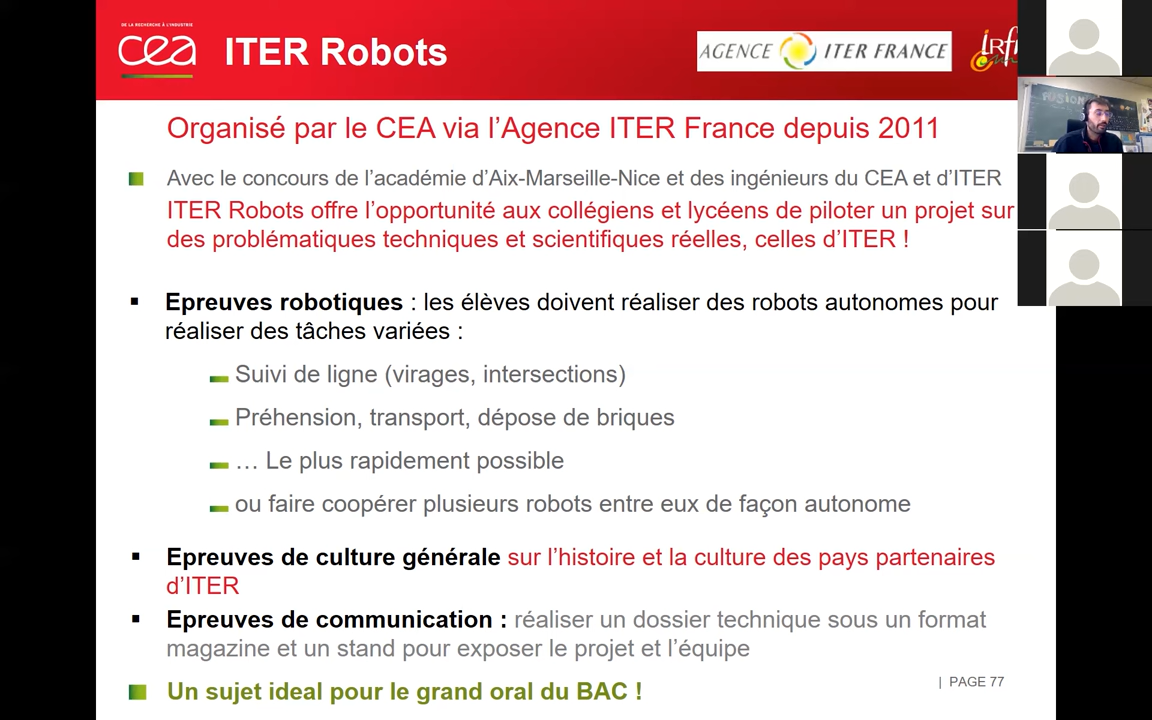 DE LA RECHERCHE À L'INDUSTRIE
cea
ITER Robots
AGENCE ITER FRANCE
Organisé par le CEA via l'Agence ITER France depuis 2011
Avec le concours de l'académie d'Aix-Marseille-Nice et des ingénieurs du CEA et d'ITER
ITER Robots offre l'opportunité aux collégiens et lycéens de piloter un projet sur
des problématiques techniques et scientifiques réelles, celles d'ITER !
Epreuves robotiques : les élèves doivent réaliser des robots autonomes pour
réaliser des tâches variées :
Suivi de ligne (virages, intersections)
Préhension, transport, dépose de briques
… Le plus rapidement possible
ou faire coopérer plusieurs robots entre eux de façon autonome
Epreuves de culture générale sur l'histoire et la culture des pays partenaires
d'ITER
Epreuves de communication : réaliser un dossier technique sous un format
magazine et un stand pour exposer le projet et l'équipe
Un sujet ideal pour le grand oral du BAC !
| PAGE 77